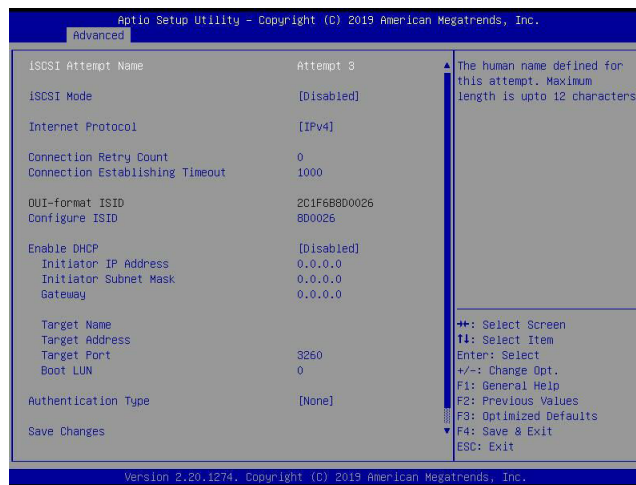 Aptio Setup Utility – Copyright (C) 2019 American Megatrends, Inc.
Advanced
iSCSI Attempt Name Attempt 3
iSCSI Mode [Disabled]
Internet Protocol [IPv4]
Connection Retry Count 0
Connection Establishing Timeout 1000
OUI-format ISID 2C1F6B8D0026
Configure ISID 8D0026
Enable DHCP [Disabled]
Initiator IP Address 0.0.0.0
Initiator Subnet Mask 0.0.0.0
Gateway 0.0.0.0
Target Name
Target Address
Target Port 3260
Boot LUN 0
Authentication Type [None]
Save Changes
The human name defined for
this attempt. Maximum
length is upto 12 characters
→←: Select Screen
↑↓: Select Item
Enter: Select
+/-: Change Opt.
F1: General Help
F2: Previous Values
F3: Optimized Defaults
F4: Save & Exit
ESC: Exit
Version 2.20.1274. Copyright (C) 2019 American Megatrends, Inc.